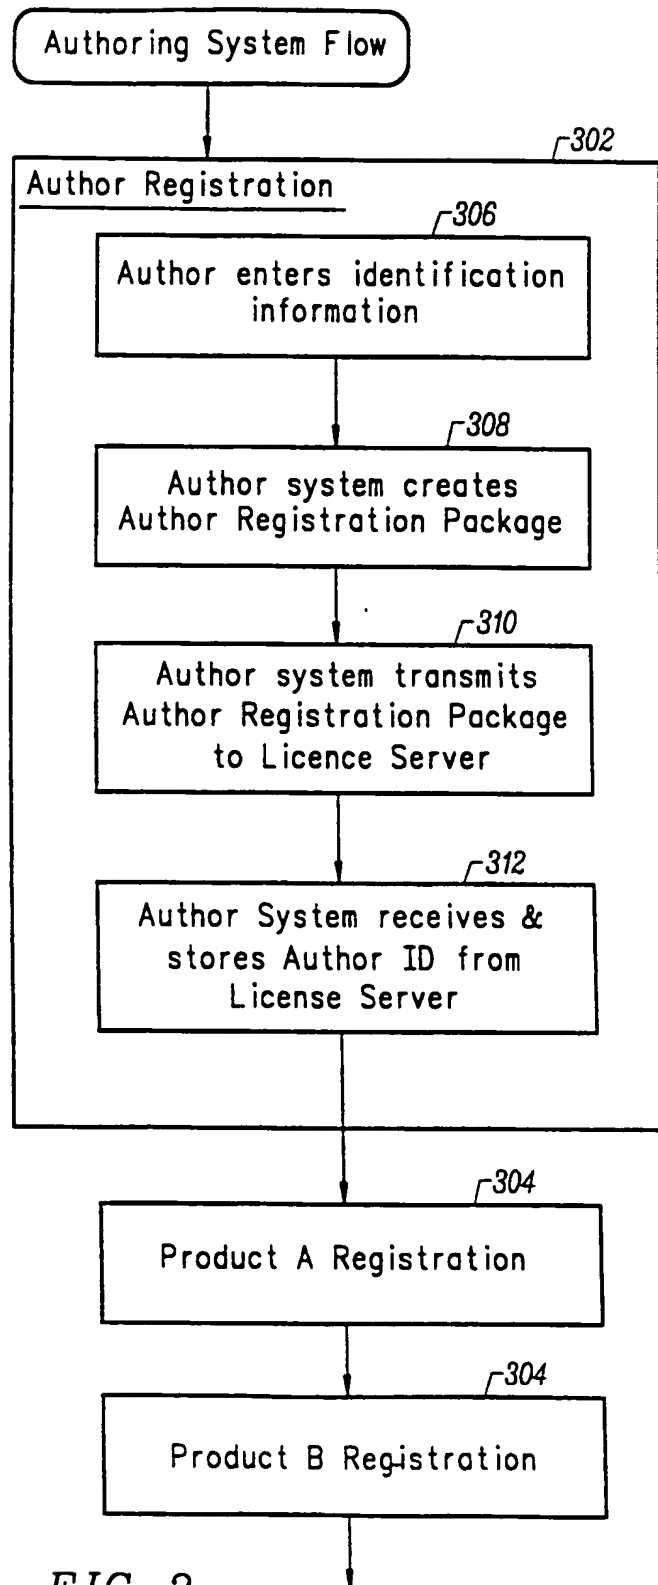 Authoring System Flow
302
Author Registration
306
Author enters identification
information
308
Author system creates
Author Registration Package
310
Author system transmits
Author Registration Package
to Licence Server
312
Author System receives &
stores Author ID from
License Server
304
Product A Registration
304
Product B Registration
FIG.